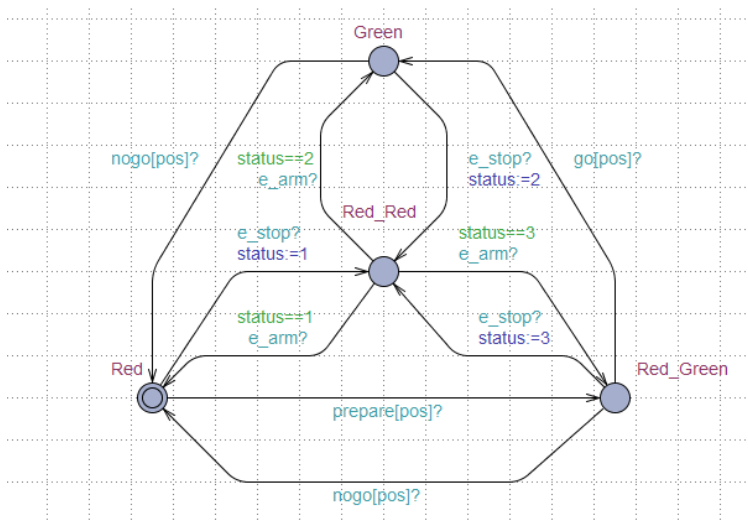 Green
nogo[pos]?
status==2
e_arm?
e_stop?
status:=2
go[pos]?
Red_Red
e_stop?
status:=1
status==3
e_arm?
status==1
e_arm?
e_stop?
status:=3
Red
Red_Green
prepare[pos]?
nogo[pos]?